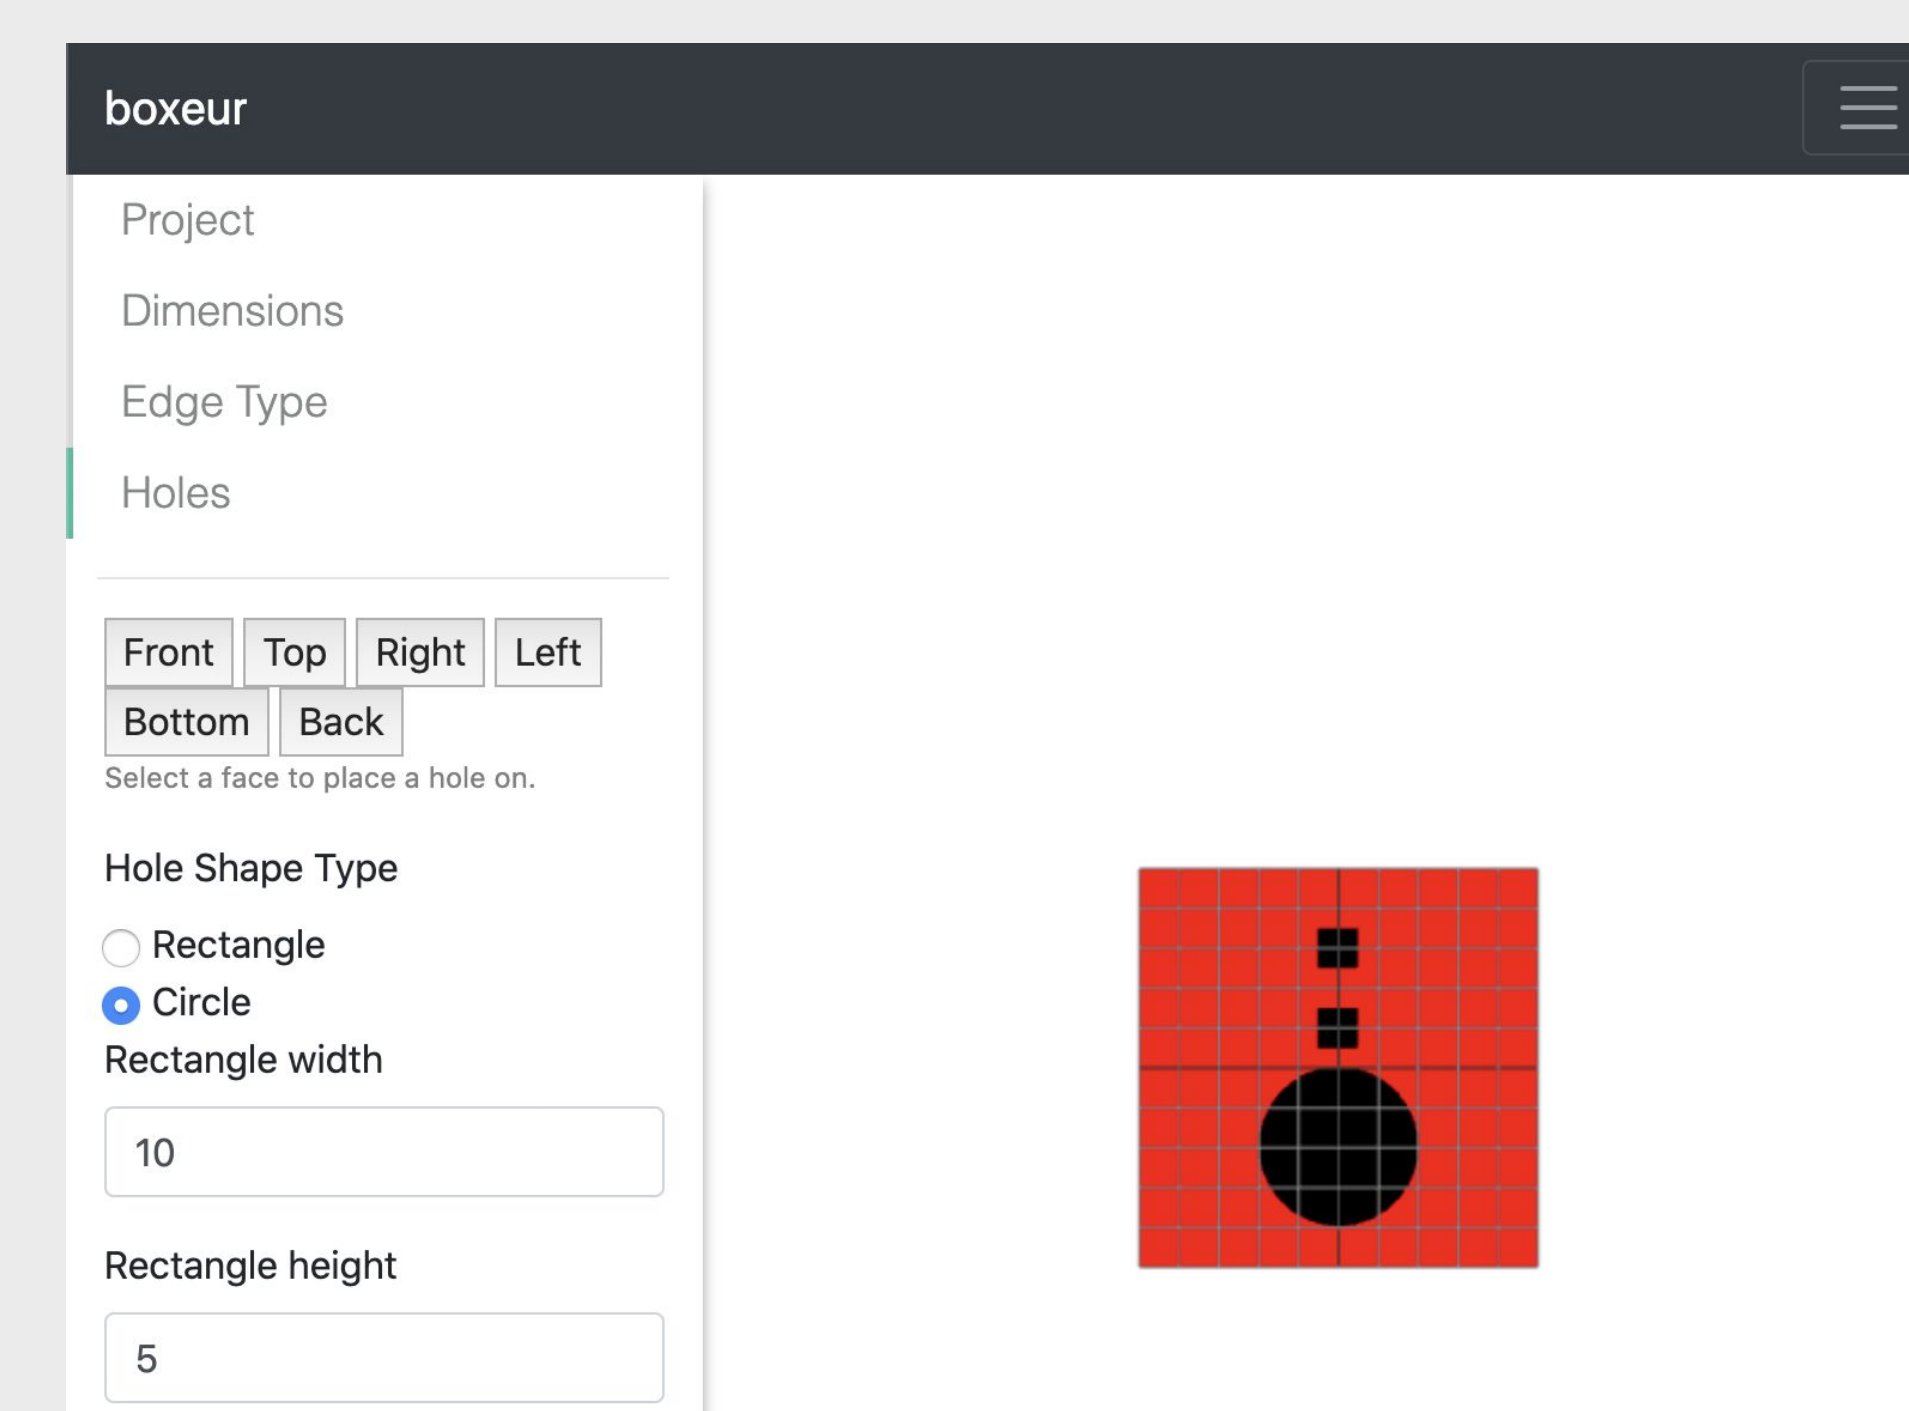 boxeur
Project
Dimensions
Edge Type
Holes
Front Top Right Left
Bottom Back
Select a face to place a hole on.
Hole Shape Type
Rectangle
Circle
Rectangle width
10
Rectangle height
5